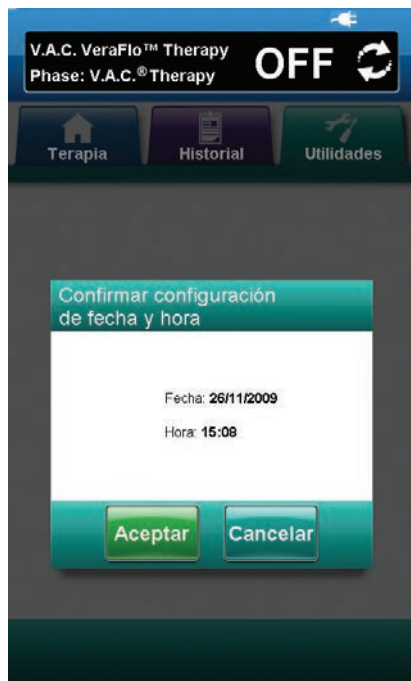 V.A.C. VeraFlo™ Therapy
Phase: V.A.C.® Therapy
OFF
Terapia
Historial
Utilidades
Confirmar configuración
de fecha y hora
Fecha: 26/11/2009
Hora: 15:08
Aceptar
Cancelar